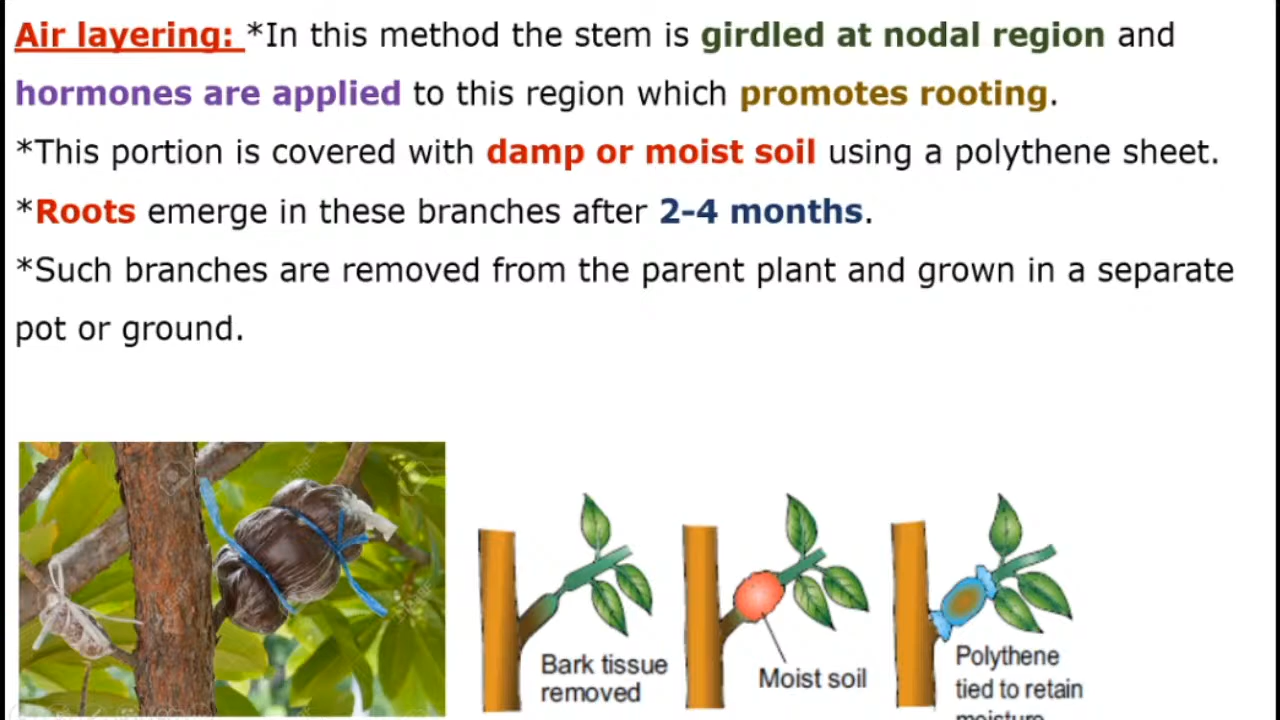 Air layering: *In this method the stem is girdled at nodal region and
hormones are applied to this region which promotes rooting.
*This portion is covered with damp or moist soil using a polythene sheet.
*Roots emerge in these branches after 2-4 months.
*Such branches are removed from the parent plant and grown in a separate
pot or ground.
Bark tissue
removed
Moist soil
Polythene
tied to retain
moisture